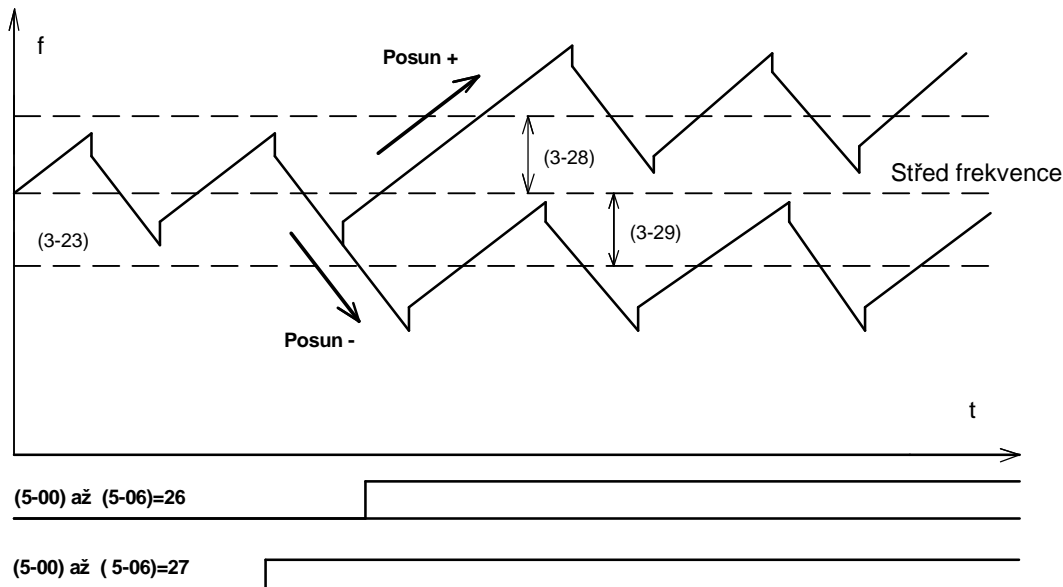 f
Posun +
(3-28)
Střed frekvence
(3-23)
(3-29)
Posun -
t
(5-00) až (5-06)=26
(5-00) až ( 5-06)=27